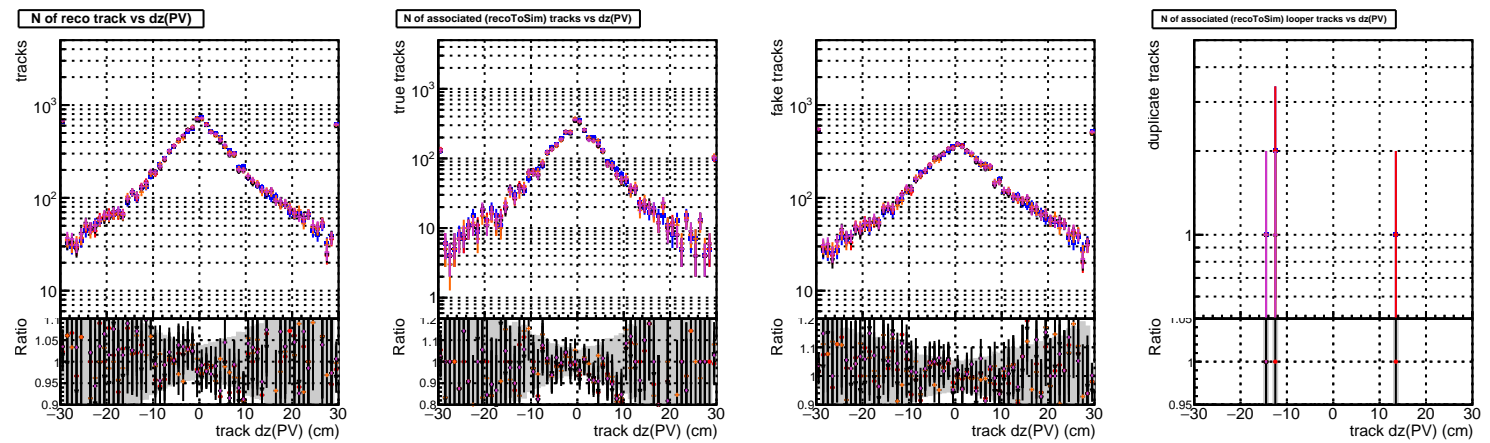 N of reco track vs dz(PV)
tracks
10³
10²
10
Ratio
1.1
1.05
1
0.95
0.9
−30 −20 −10 0 10 20 30
track dz(PV) (cm)
N of associated (recoToSim) tracks vs dz(PV)
true tracks
10³
10²
10
1
Ratio
1.2
1.1
1
0.9
0.8
−30 −20 −10 0 10 20 30
track dz(PV) (cm)
fake tracks
10³
10²
10
Ratio
1.2
1.1
1
0.9
−30 −20 −10 0 10 20 30
track dz(PV) (cm)
N of associated (recoToSim) looper tracks vs dz(PV)
duplicate tracks
1
Ratio
1.05
1
0.95
−30 −20 −10 0 10 20 30
track dz(PV) (cm)